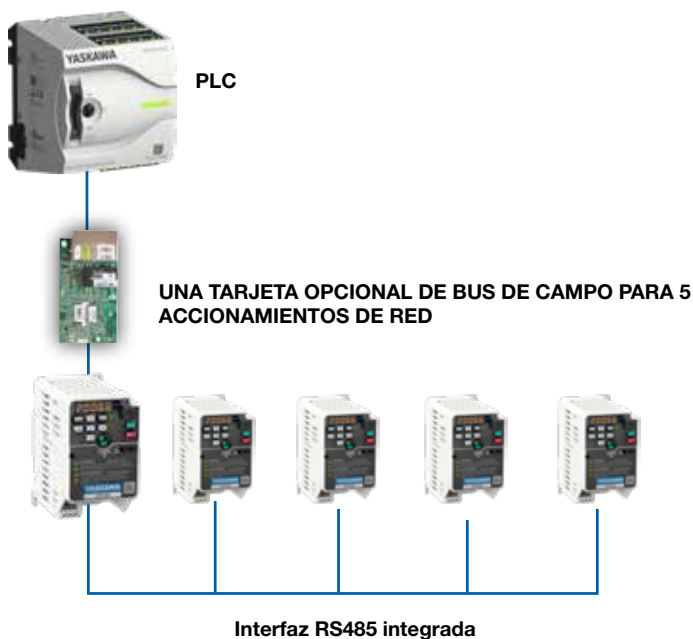 YASKAWA
PLC
UNA TARJETA OPCIONAL DE BUS DE CAMPO PARA 5
ACCIONAMIENTOS DE RED
YASKAWA
Interfaz RS485 integrada